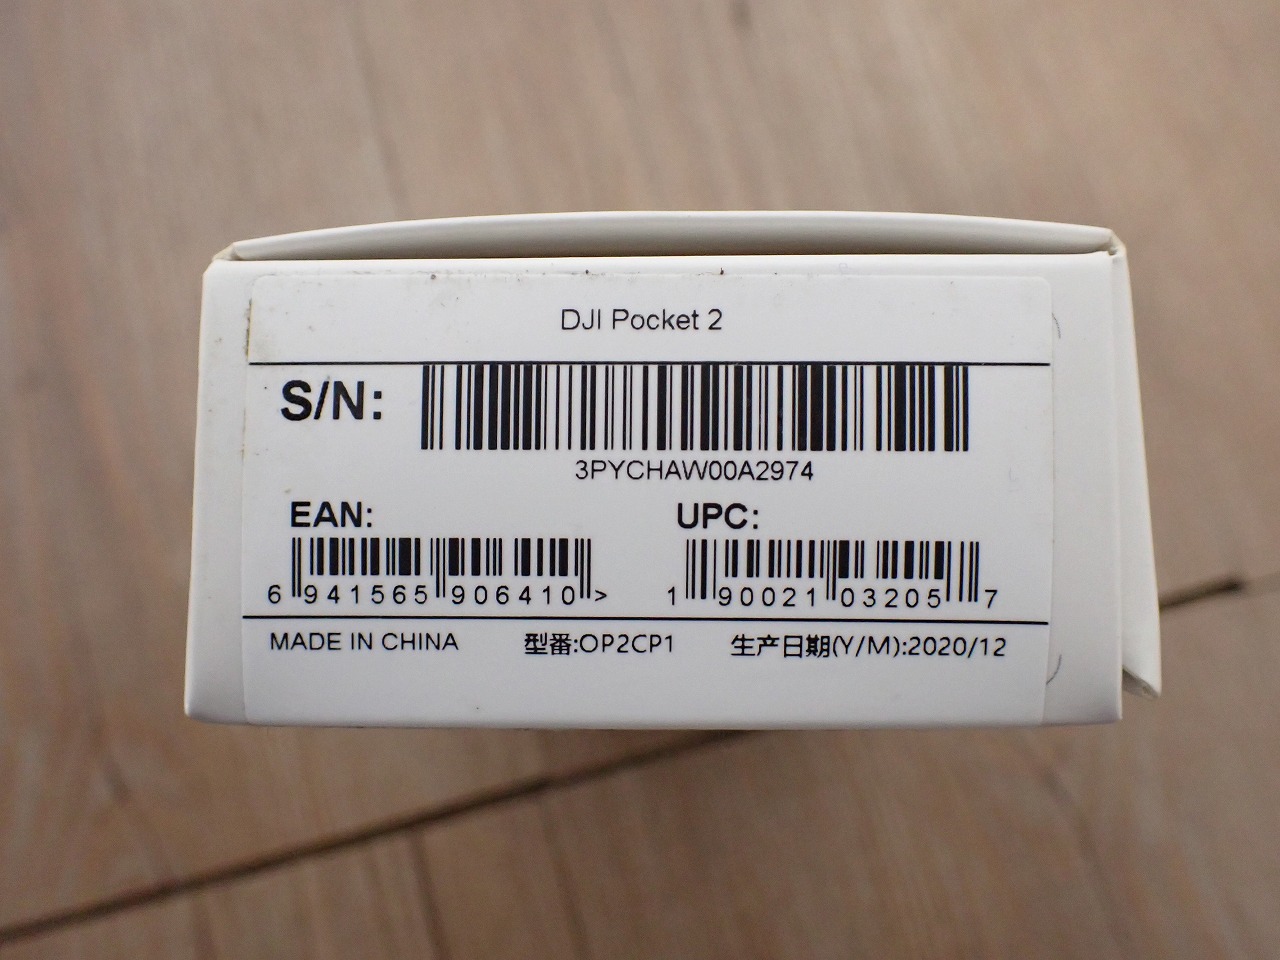 DJI Pocket 2
S/N:
3PYCHAW00A2974
EAN: UPC:
6 941565 906410 > 1 90021 03205 7
MADE IN CHINA 型番:OP2CP1 生产日期(Y/M):2020/12